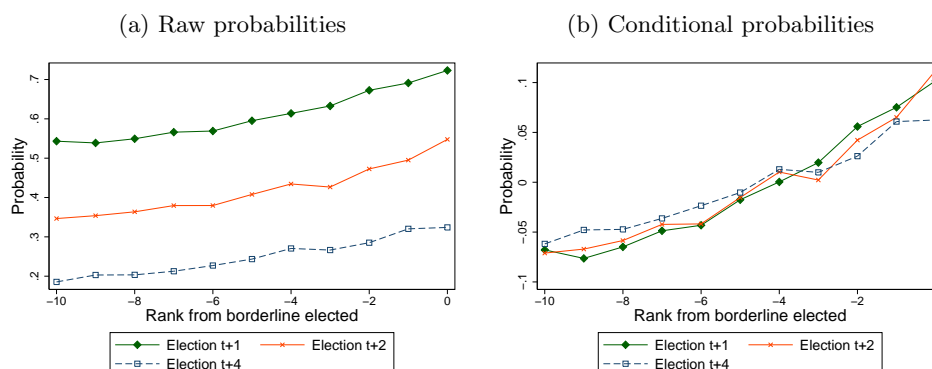 (a) Raw probabilities
Probability
.7
.6
.5
.4
.3
.2
-10
-8
-6
-4
-2
0
Rank from borderline elected
Election t+1
Election t+2
Election t+4
(b) Conditional probabilities
Probability
.1
.05
0
-.05
-.1
-10
-8
-6
-4
-2
Rank from borderline elected
Election t+1
Election t+2
Election t+4